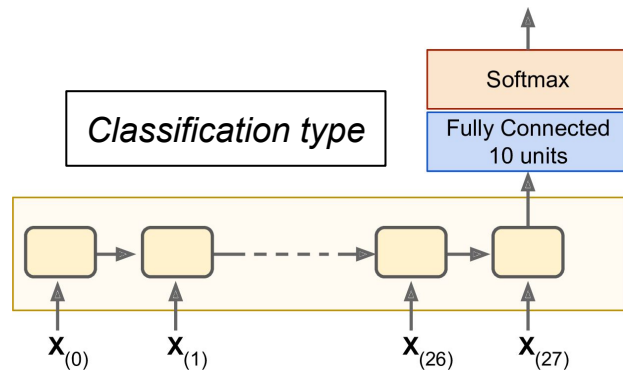 Softmax
Classification type
Fully Connected
10 units
X(0)
X(1)
X(26)
X(27)